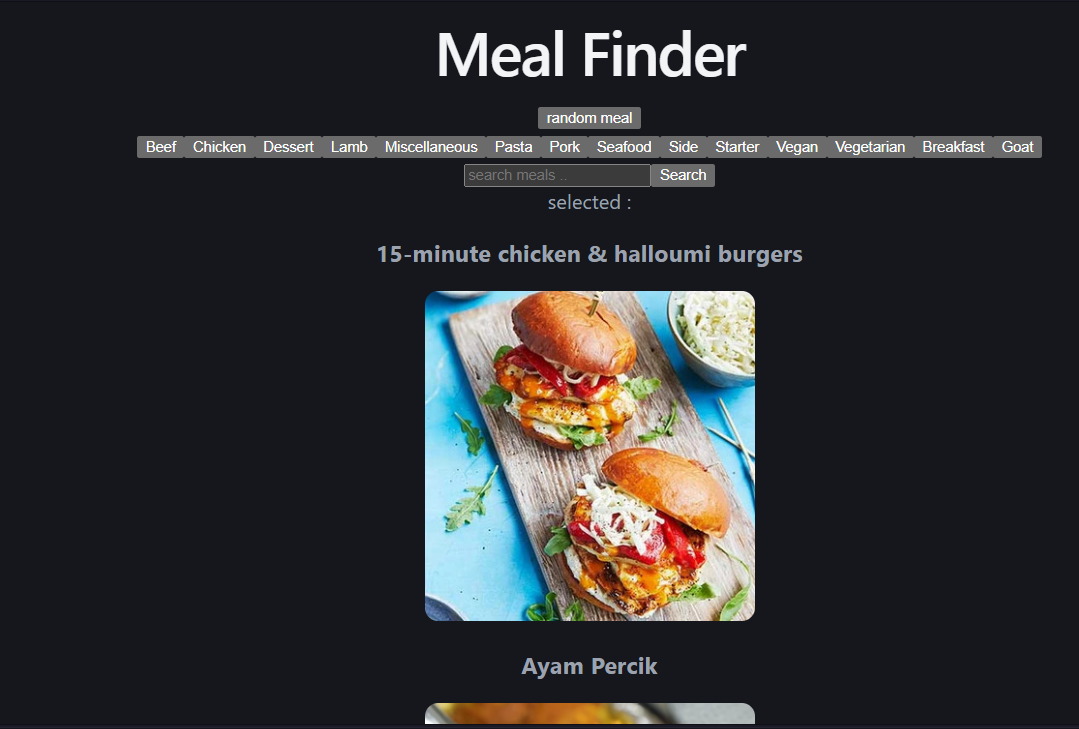 Meal Finder
random meal
Beef Chicken Dessert Lamb Miscellaneous Pasta Pork Seafood Side Starter Vegan Vegetarian Breakfast Goat
search meals .. Search
selected :
15-minute chicken & halloumi burgers
Ayam Percik